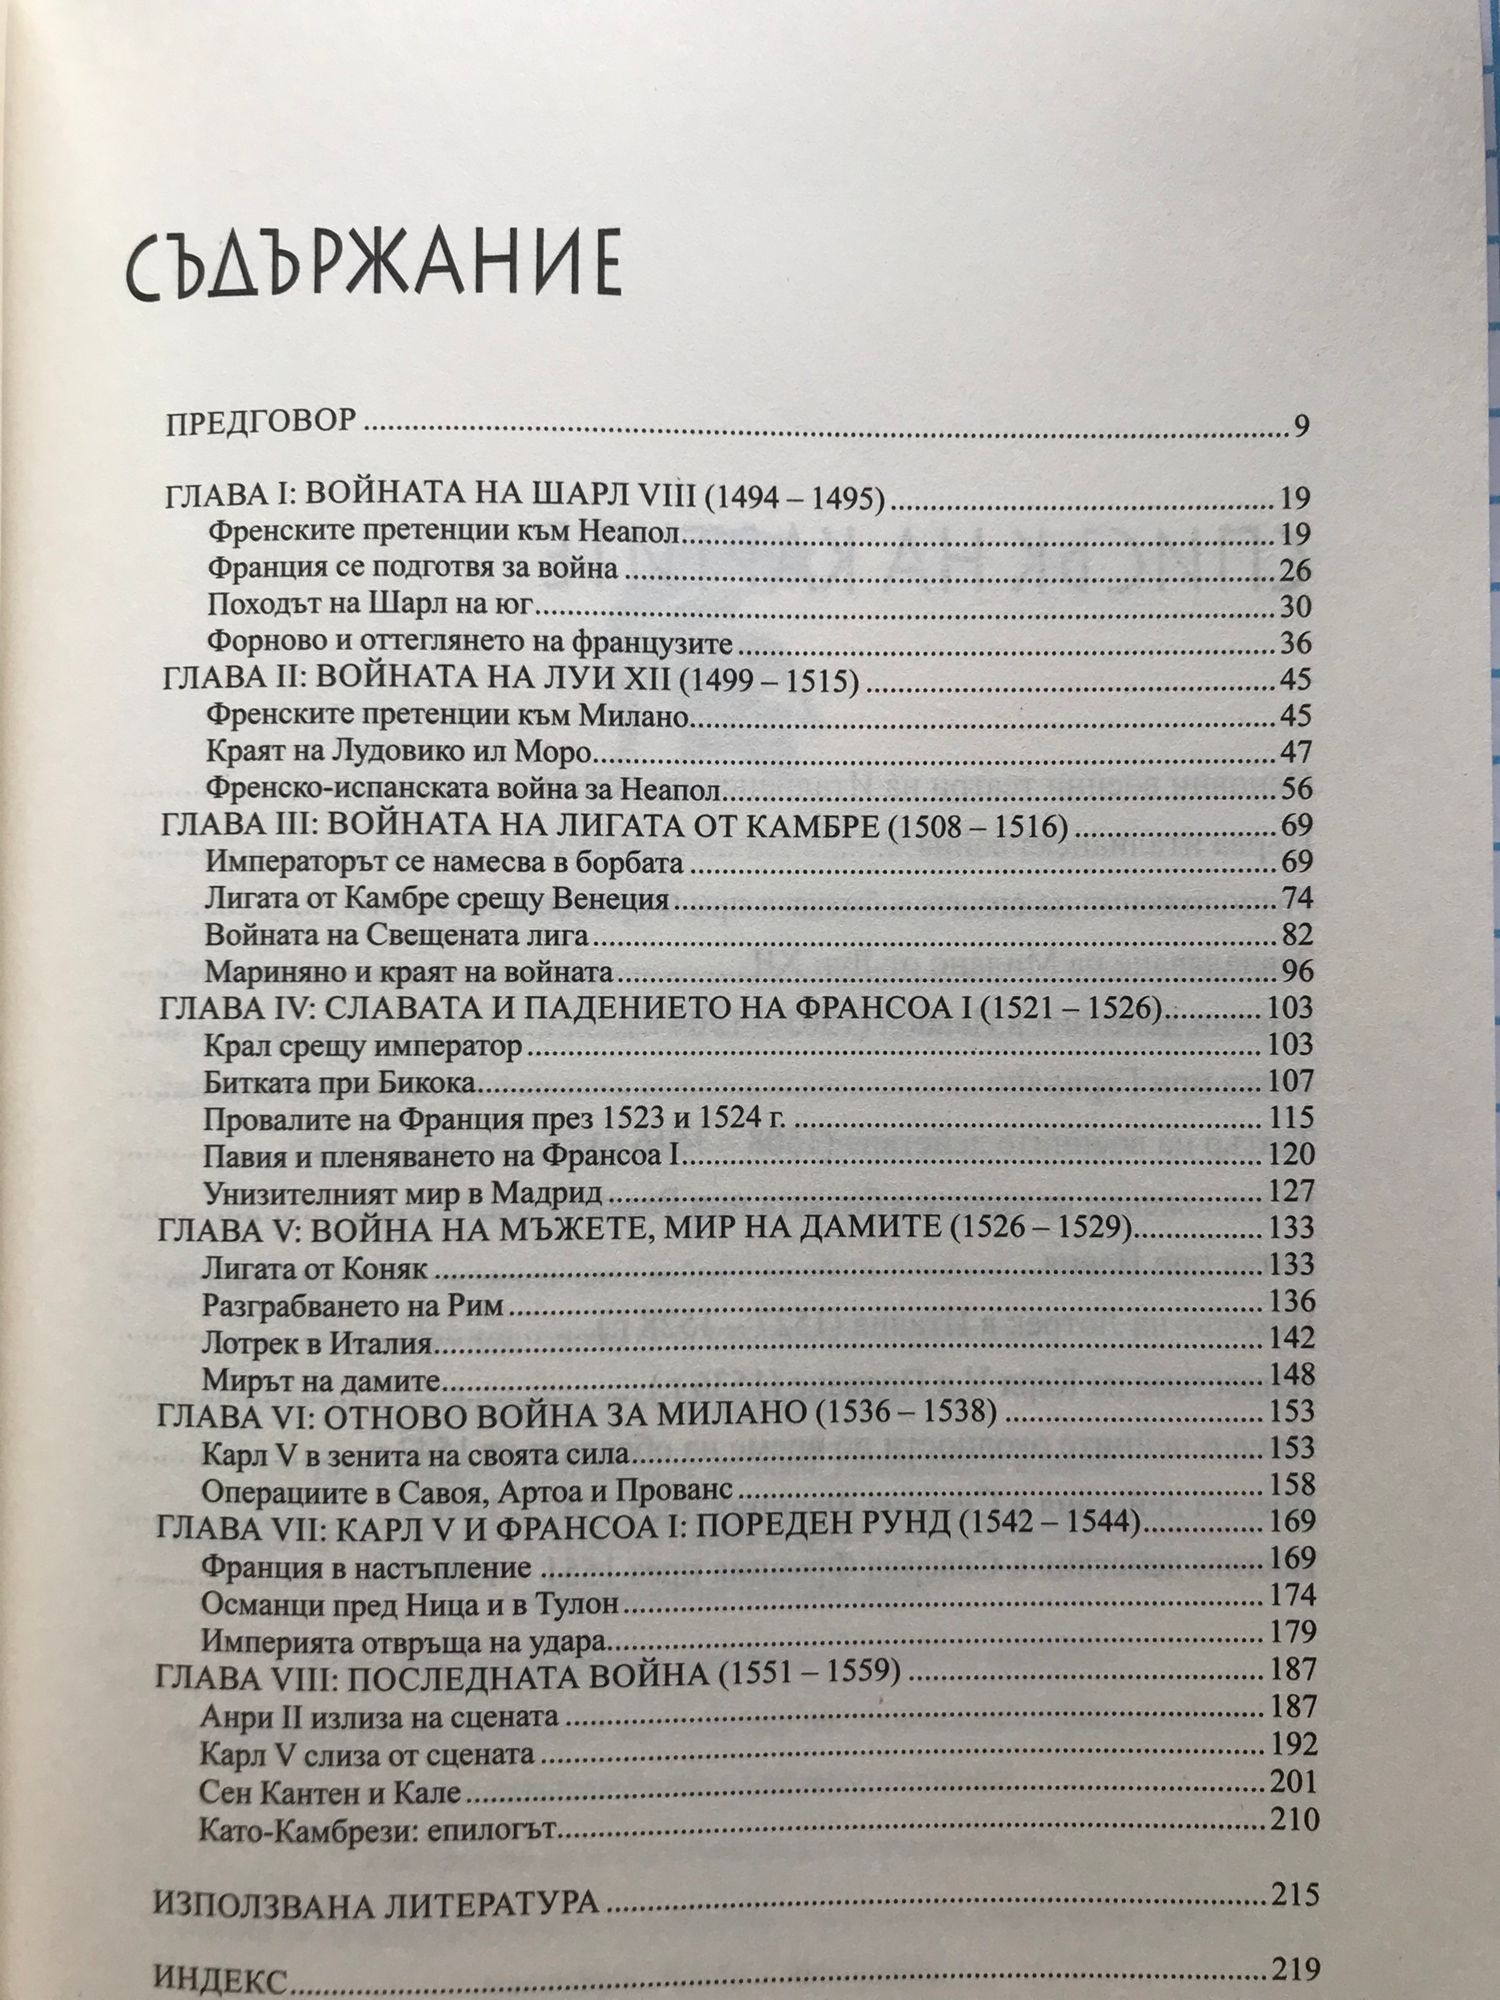 СЪДЪРЖАНИЕ
ПРЕДГОВОР 9
ГЛАВА I: ВОЙНАТА НА ШАРЛ VIII (1494 – 1495) 19
Френските претенции към Неапол 19
Франция се подготвя за война 26
Походът на Шарл на юг 30
Форново и оттеглянето на французите 36
ГЛАВА II: ВОЙНАТА НА ЛУИ XII (1499 – 1515) 45
Френските претенции към Милано 45
Краят на Лудовико ил Моро 47
Френско-испанската война за Неапол 56
ГЛАВА III: ВОЙНАТА НА ЛИГАТА ОТ КАМБРЕ (1508 – 1516) 69
Императорът се намесва в борбата 69
Лигата от Камбре срещу Венеция 74
Войната на Свещената лига 82
Мариняно и краят на войната 96
ГЛАВА IV: СЛАВАТА И ПАДЕНИЕТО НА ФРАНСОА I (1521 – 1526) 103
Крал срещу император 103
Битката при Бикока 107
Провалите на Франция през 1523 и 1524 г. 115
Павия и пленяването на Франсоа I 120
Унизителният мир в Мадрид 127
ГЛАВА V: ВОЙНА НА МЪЖЕТЕ, МИР НА ДАМИТЕ (1526 – 1529) 133
Лигата от Коняк 133
Разграбването на Рим 136
Лотрек в Италия 142
Мирът на дамите 148
ГЛАВА VI: ОТНОВО ВОЙНА ЗА МИЛАНО (1536 – 1538) 153
Карл V в зенита на своята сила 153
Операциите в Савоя, Артоа и Прованс 158
ГЛАВА VII: КАРЛ V И ФРАНСОА I: ПОРЕДЕН РУНД (1542 – 1544) 169
Франция в настъпление 169
Османци пред Ница и в Тулон 174
Империята отвръща на удара 179
ГЛАВА VIII: ПОСЛЕДНАТА ВОЙНА (1551 – 1559) 187
Анри II излиза на сцената 187
Карл V слиза от сцената 192
Сен Кантен и Кале 201
Като-Камбрези: епилогът 210
ИЗПОЛЗВАНА ЛИТЕРАТУРА 215
ИНДЕКС 219